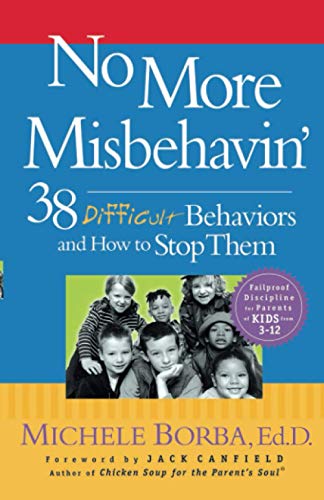 No More
Misbehavin'
38 Difficult Behaviors
and How to Stop Them
Failproof
Discipline
for Parents
of KIDS from
3-12
MICHELE BORBA, Ed.D.
Foreword by JACK CANFIELD
Author of Chicken Soup for the Parent's Soul®